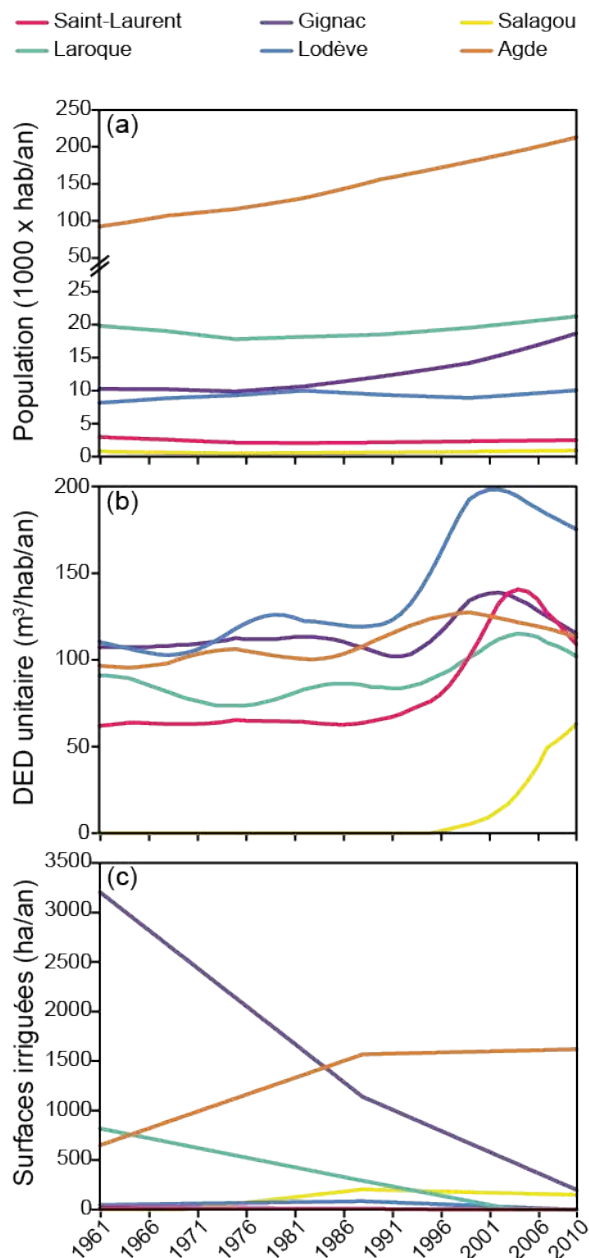 Saint-Laurent Gignac Salagou
Laroque Lodève Agde
(a)
Population (1000 x hab/an)
250
200
150
100
50
25
20
15
10
5
0
(b)
DED unitaire (m³/hab/an)
200
150
100
50
0
(c)
Surfaces irriguées (ha/an)
3500
3000
2500
2000
1500
1000
500
0
1961 1966 1971 1976 1981 1986 1991 1996 2001 2006 2010